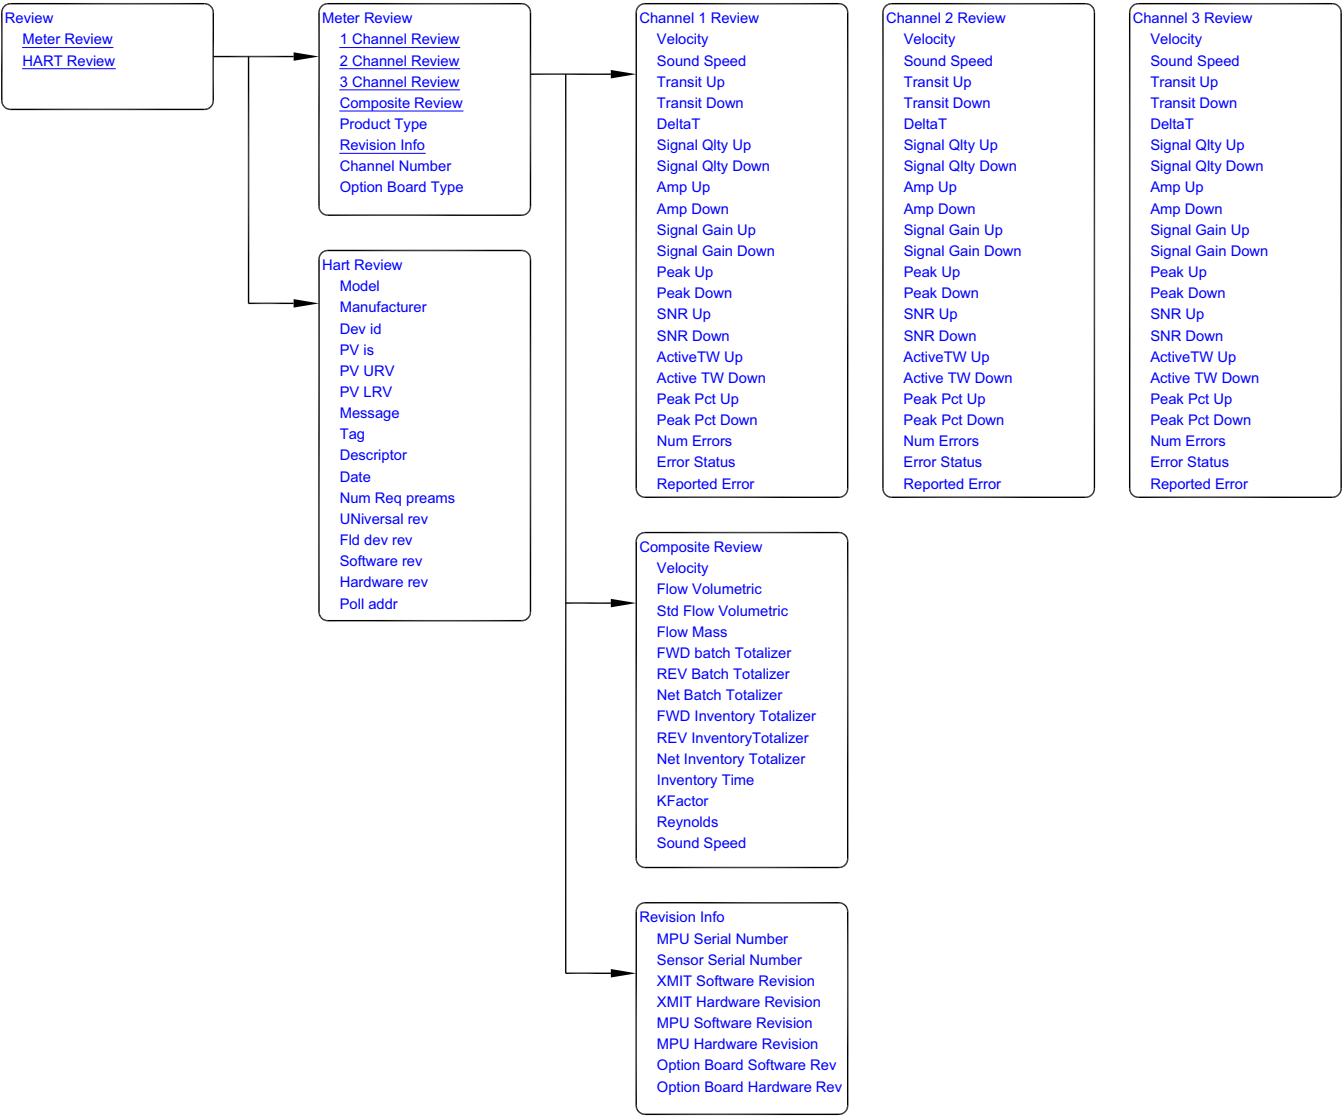 Review
Meter Review
HART Review
Meter Review
1 Channel Review
2 Channel Review
3 Channel Review
Composite Review
Product Type
Revision Info
Channel Number
Option Board Type
Hart Review
Model
Manufacturer
Dev id
PV is
PV URV
PV LRV
Message
Tag
Descriptor
Date
Num Req preams
UNiversal rev
Fld dev rev
Software rev
Hardware rev
Poll addr
Channel 1 Review
Velocity
Sound Speed
Transit Up
Transit Down
DeltaT
Signal Qlty Up
Signal Qlty Down
Amp Up
Amp Down
Signal Gain Up
Signal Gain Down
Peak Up
Peak Down
SNR Up
SNR Down
ActiveTW Up
Active TW Down
Peak Pct Up
Peak Pct Down
Num Errors
Error Status
Reported Error
Channel 2 Review
Velocity
Sound Speed
Transit Up
Transit Down
DeltaT
Signal Qlty Up
Signal Qlty Down
Amp Up
Amp Down
Signal Gain Up
Signal Gain Down
Peak Up
Peak Down
SNR Up
SNR Down
ActiveTW Up
Active TW Down
Peak Pct Up
Peak Pct Down
Num Errors
Error Status
Reported Error
Channel 3 Review
Velocity
Sound Speed
Transit Up
Transit Down
DeltaT
Signal Qlty Up
Signal Qlty Down
Amp Up
Amp Down
Signal Gain Up
Signal Gain Down
Peak Up
Peak Down
SNR Up
SNR Down
ActiveTW Up
Active TW Down
Peak Pct Up
Peak Pct Down
Num Errors
Error Status
Reported Error
Composite Review
Velocity
Flow Volumetric
Std Flow Volumetric
Flow Mass
FWD batch Totalizer
REV Batch Totalizer
Net Batch Totalizer
FWD Inventory Totalizer
REV InventoryTotalizer
Net Inventory Totalizer
Inventory Time
KFactor
Reynolds
Sound Speed
Revision Info
MPU Serial Number
Sensor Serial Number
XMIT Software Revision
XMIT Hardware Revision
MPU Software Revision
MPU Hardware Revision
Option Board Software Rev
Option Board Hardware Rev